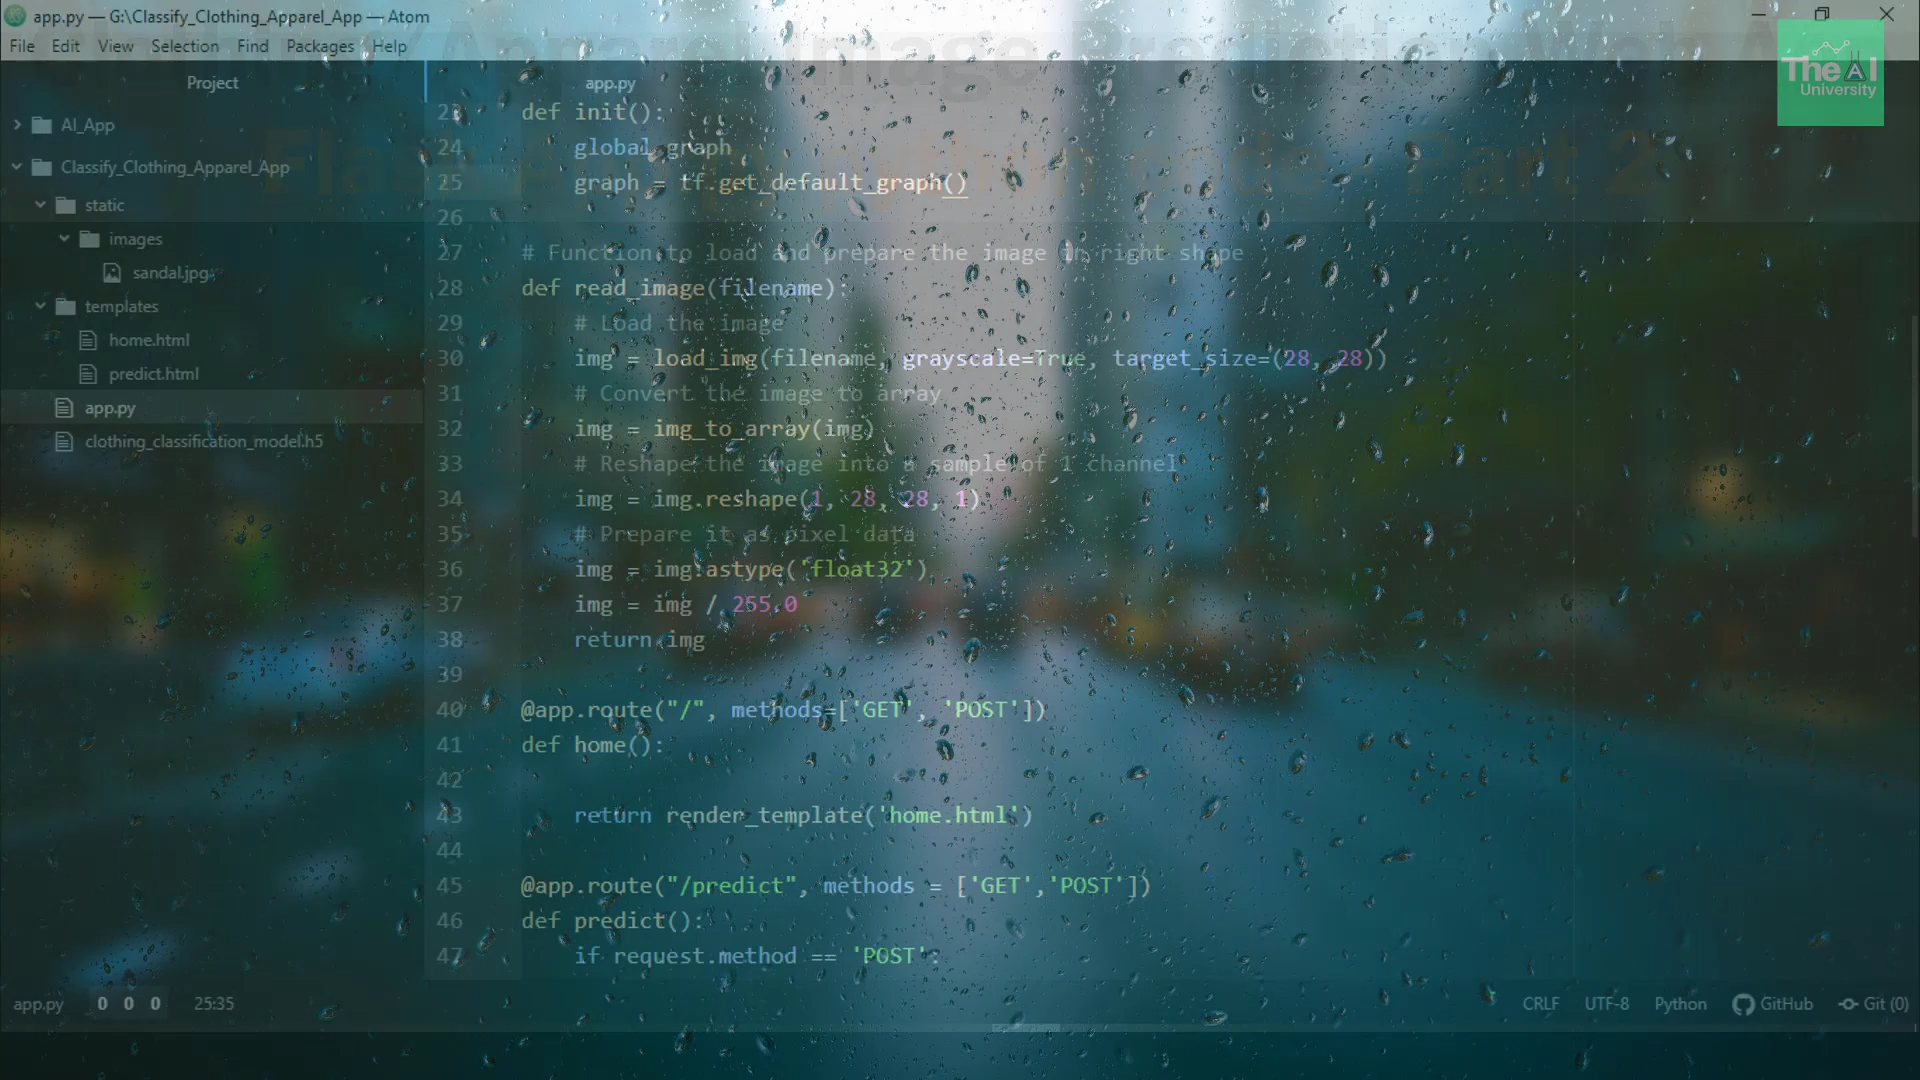 app.py — G:\Classify_Clothing_Apparel_App — Atom
File Edit View Selection Find Packages Help
The AI
University
Project
app.py
AI_App
Classify_Clothing_Apparel_App
static
images
sandal.jpg
templates
home.html
predict.html
app.py
clothing_classification_model.h5
23 def init():
24 global graph
25 graph = tf.get_default_graph()
26
27 # Function to load and prepare the image in right shape
28 def read_image(filename):
29 # Load the image
30 img = load_img(filename, grayscale=True, target_size=(28, 28))
31 # Convert the image to array
32 img = img_to_array(img)
33 # Reshape the image into a sample of 1 channel
34 img = img.reshape(1, 28, 28, 1)
35 # Prepare it as pixel data
36 img = img.astype('float32')
37 img = img / 255.0
38 return img
39
40 @app.route("/", methods=['GET', 'POST'])
41 def home():
42
43 return render_template('home.html')
44
45 @app.route("/predict", methods = ['GET','POST'])
46 def predict():
47 if request.method == 'POST':
app.py 0 0 0 25:35 CRLF UTF-8 Python GitHub Git (0)
Apparel Image Prediction
Part 2